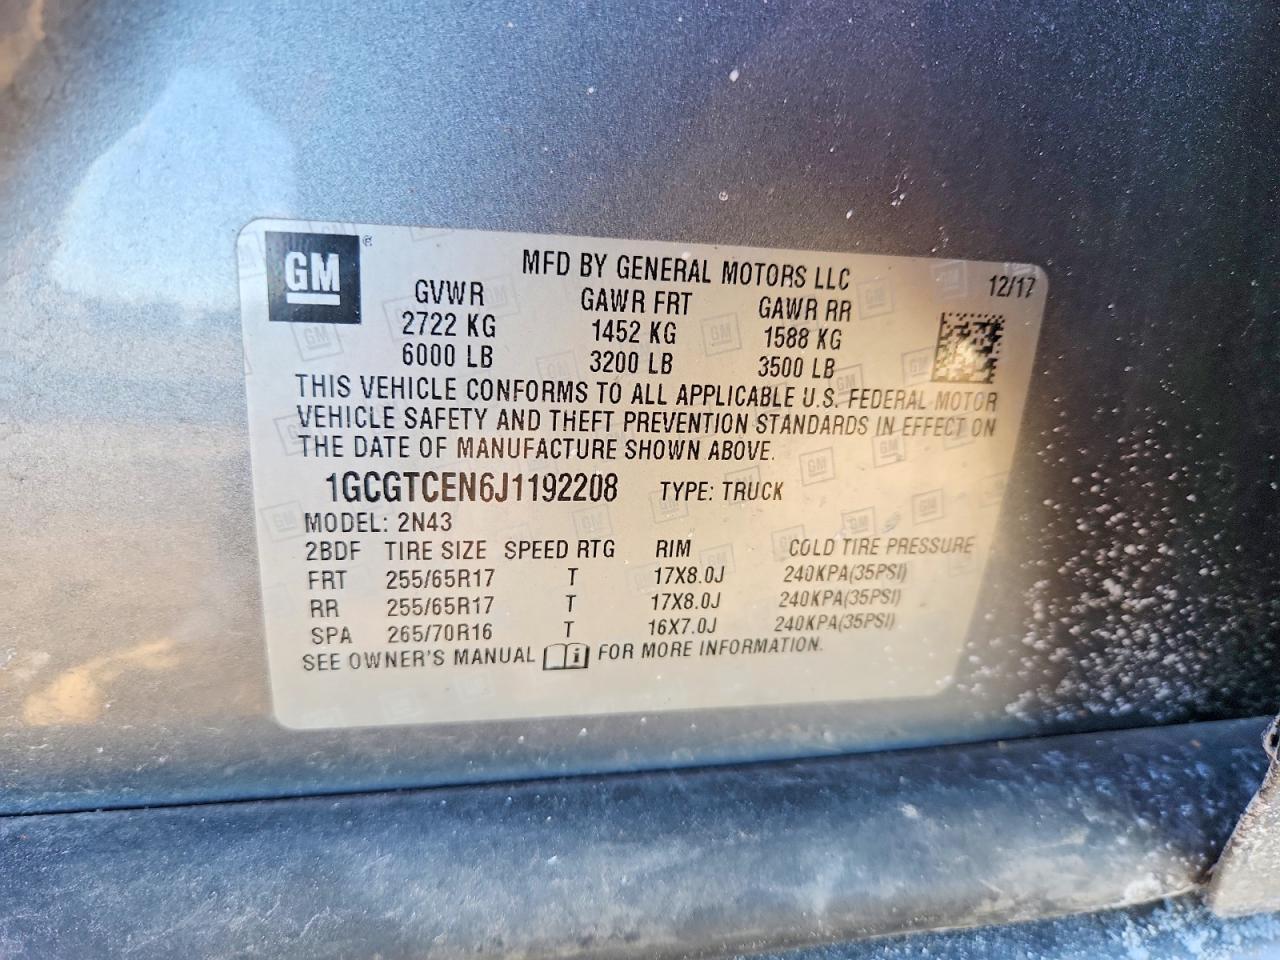 GM
MFD BY GENERAL MOTORS LLC
12/17
GVWR GAWR FRT GAWR RR
2722 KG 1452 KG 1588 KG
6000 LB 3200 LB 3500 LB
THIS VEHICLE CONFORMS TO ALL APPLICABLE U.S. FEDERAL MOTOR
VEHICLE SAFETY AND THEFT PREVENTION STANDARDS IN EFFECT ON
THE DATE OF MANUFACTURE SHOWN ABOVE.
1GCGTCEN6J1192208 TYPE: TRUCK
MODEL: 2N43
2BDF TIRE SIZE SPEED RTG RIM COLD TIRE PRESSURE
FRT 255/65R17 T 17X8.0J 240KPA(35PSI)
RR 255/65R17 T 17X8.0J 240KPA(35PSI)
SPA 265/70R16 T 16X7.0J 240KPA(35PSI)
SEE OWNER'S MANUAL i FOR MORE INFORMATION.